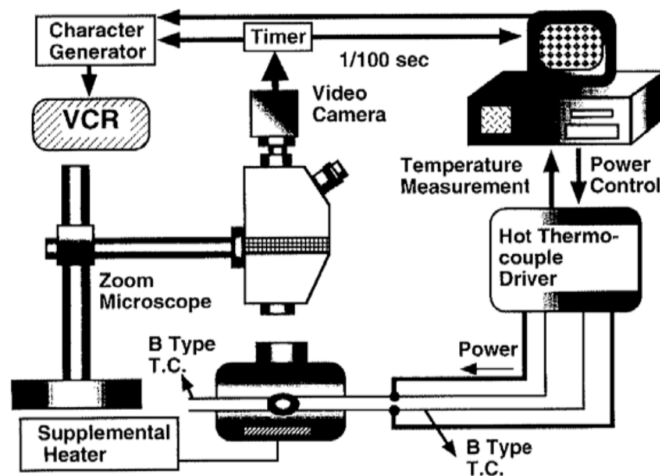 Character
Generator
Timer
1/100 sec
VCR
Video
Camera
Temperature
Measurement
Power
Control
Hot Thermo-
couple
Driver
Zoom
Microscope
B Type
T.C.
Power
Supplemental
Heater
B Type
T.C.